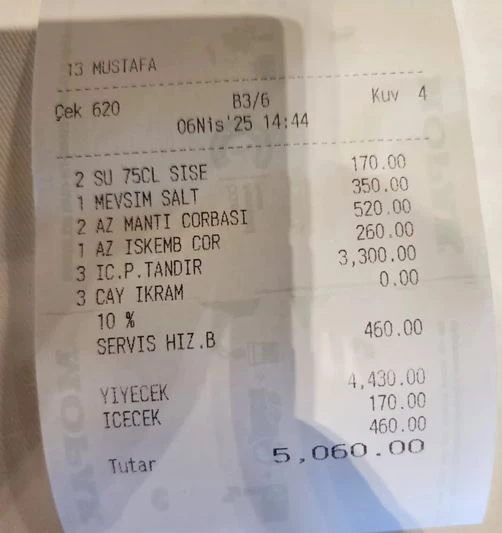 13 MUSTAFA
Çek 620 B3/6 Kuv 4
06Nis'25 14:44
2 SU 75CL SISE 170.00
1 MEVSIM SALT 350.00
2 AZ MANTI CORBASI 520.00
1 AZ ISKEMB COR 260.00
3 IC.P.TANDIR 3,300.00
3 CAY IKRAM 0.00
10 %
SERVIS HIZ.B 460.00
YIYECEK 4,430.00
ICECEK 170.00
460.00
Tutar 5,060.00